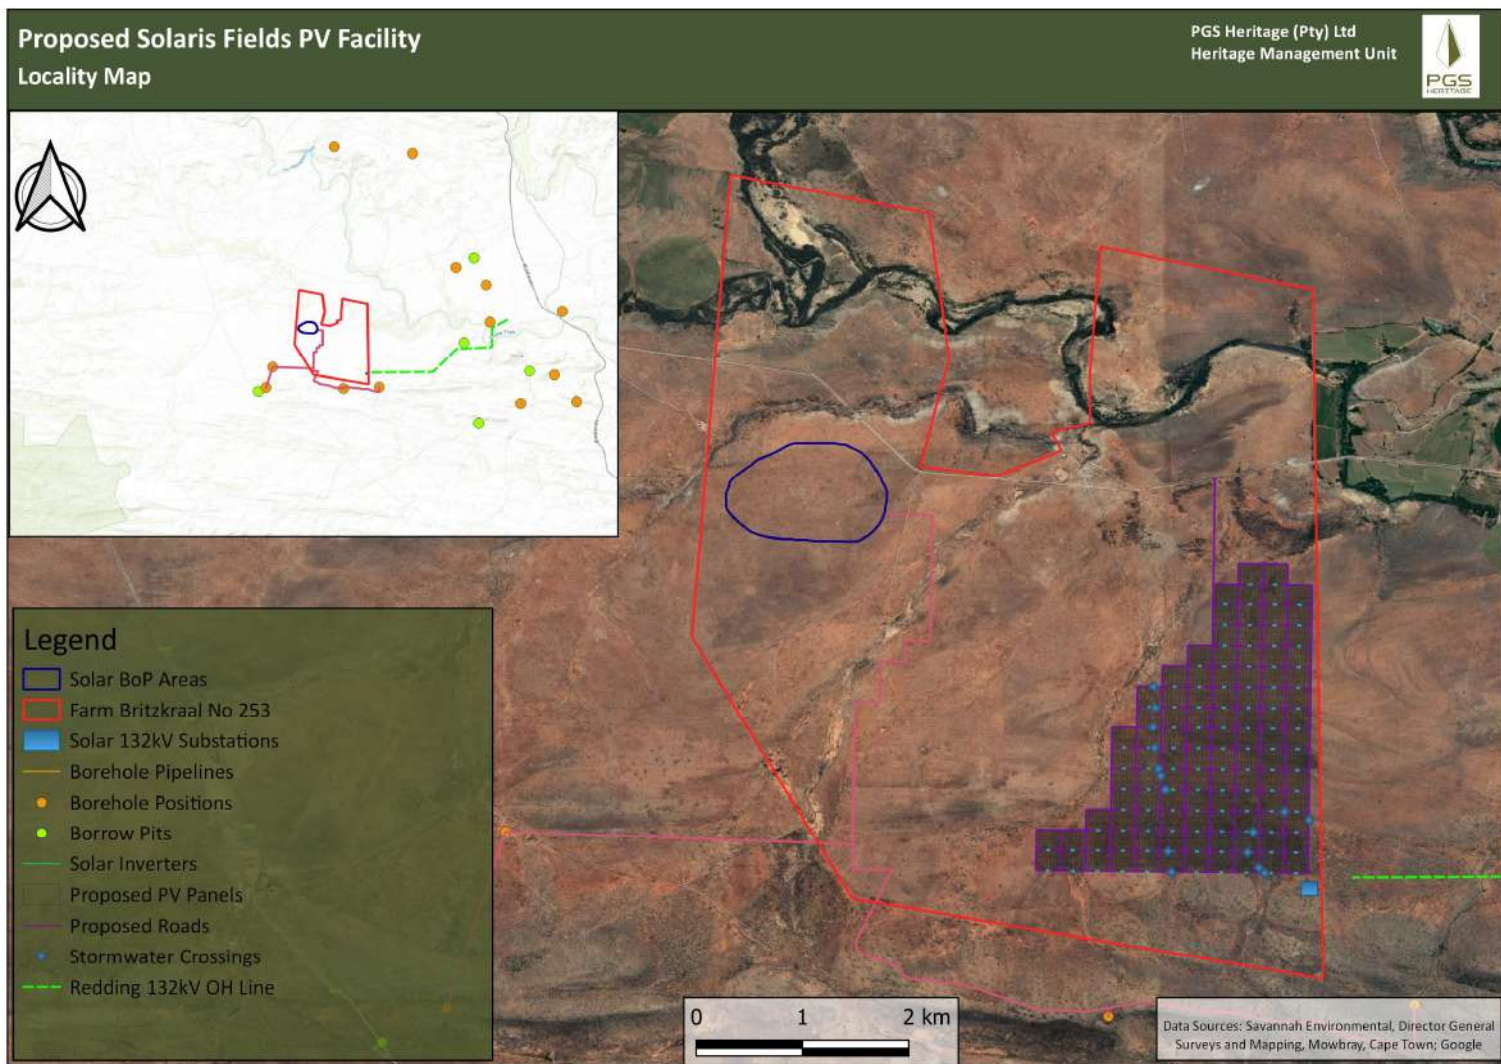 Proposed Solaris Fields PV Facility
Locality Map
PGS Heritage (Pty) Ltd
Heritage Management Unit
PGS
HERITAGE
Legend
Solar BoP Areas
Farm Britzkraal No 253
Solar 132kV Substations
Borehole Pipelines
Borehole Positions
Borrow Pits
Solar Inverters
Proposed PV Panels
Proposed Roads
Stormwater Crossings
Redding 132kV OH Line
0 1 2 km
Data Sources: Savannah Environmental, Director General
Surveys and Mapping, Mowbray, Cape Town; Google